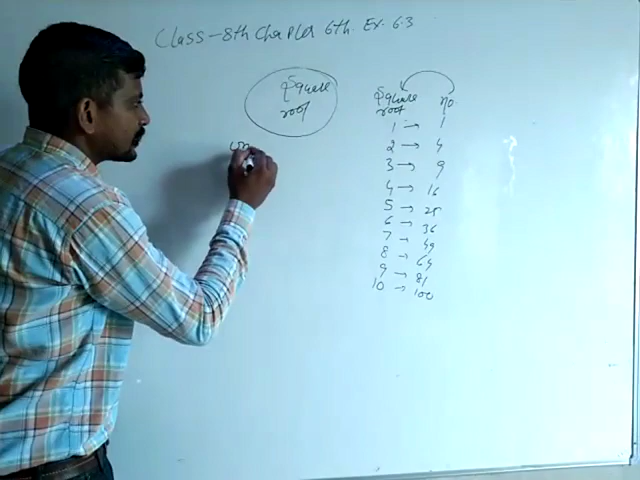 Class-8th Chapter 6th. Ex. 6.3
Square
root
Square no
root
1 → 1
2 → 4
3 → 9
4 → 16
5 → 25
6 → 36
7 → 49
8 → 64
9 → 81
10 → 100